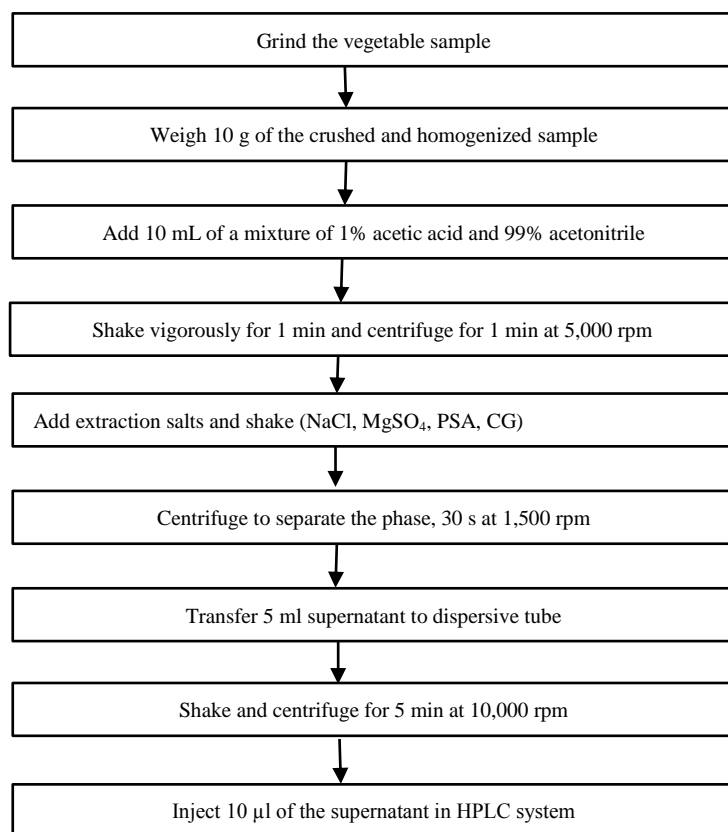 Grind the vegetable sample
Weigh 10 g of the crushed and homogenized sample
Add 10 mL of a mixture of 1% acetic acid and 99% acetonitrile
Shake vigorously for 1 min and centrifuge for 1 min at 5,000 rpm
Add extraction salts and shake (NaCl, MgSO₄, PSA, CG)
Centrifuge to separate the phase, 30 s at 1,500 rpm
Transfer 5 ml supernatant to dispersive tube
Shake and centrifuge for 5 min at 10,000 rpm
Inject 10 µl of the supernatant in HPLC system